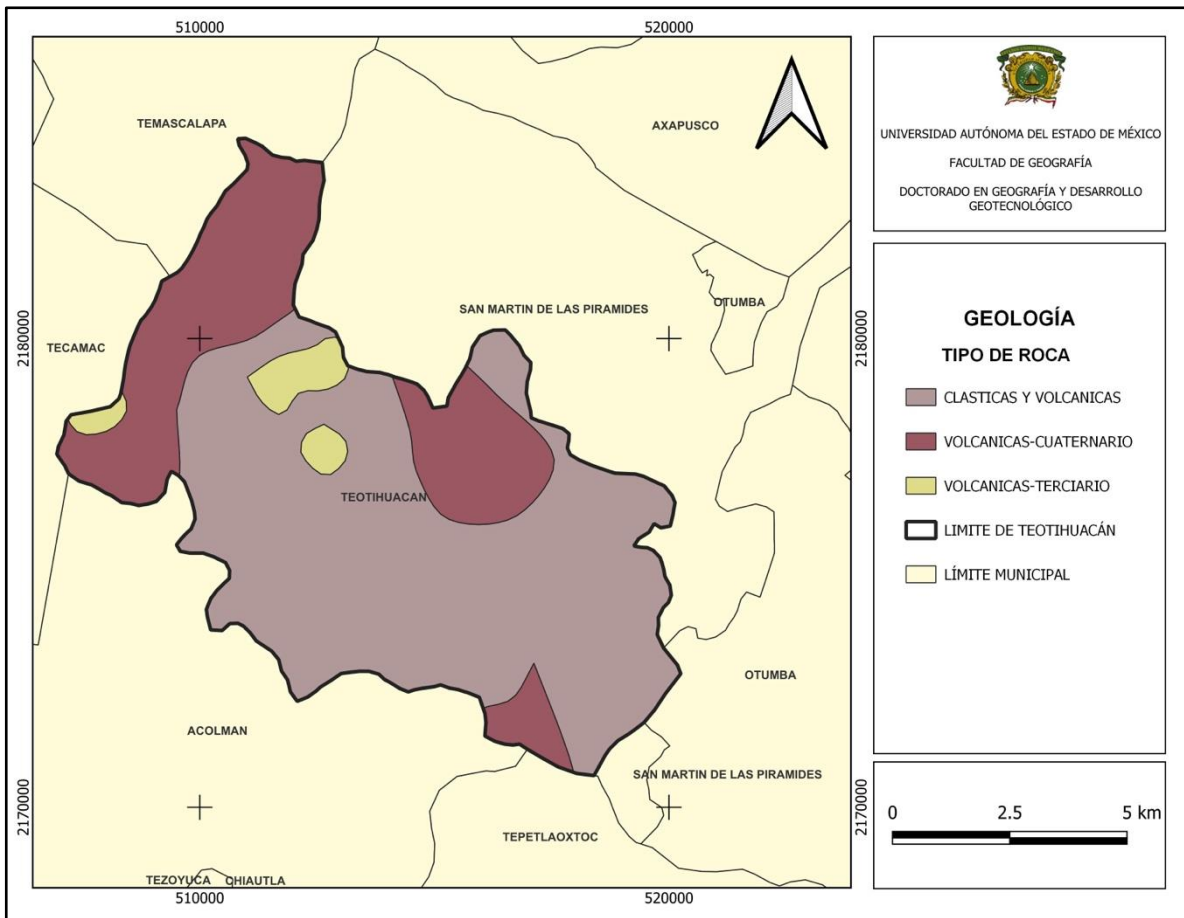 510000
520000
TEMASCALAPA
AXAPUSCO
SAN MARTIN DE LAS PIRAMIDES
OTUMBA
2180000
2180000
TECAMAC
TEOTIHUACAN
OTUMBA
ACOLMAN
SAN MARTIN DE LAS PIRAMIDES
2170000
2170000
TEPETLAOXTOC
TEZOYUCA
CHIAUTLA
510000
520000
UNIVERSIDAD AUTÓNOMA DEL ESTADO DE MÉXICO
FACULTAD DE GEOGRAFÍA
DOCTORADO EN GEOGRAFÍA Y DESARROLLO
GEOTECNOLÓGICO
GEOLOGÍA
TIPO DE ROCA
CLASTICAS Y VOLCANICAS
VOLCANICAS-CUATERNARIO
VOLCANICAS-TERCIARIO
LIMITE DE TEOTIHUACÁN
LÍMITE MUNICIPAL
0 2.5 5 km